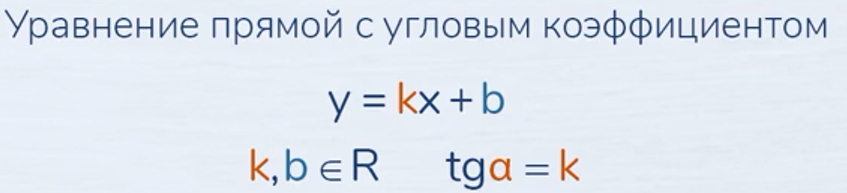 Уравнение прямой с угловым коэффициентом
y = kx + b
k,b ∈ R tgα = k